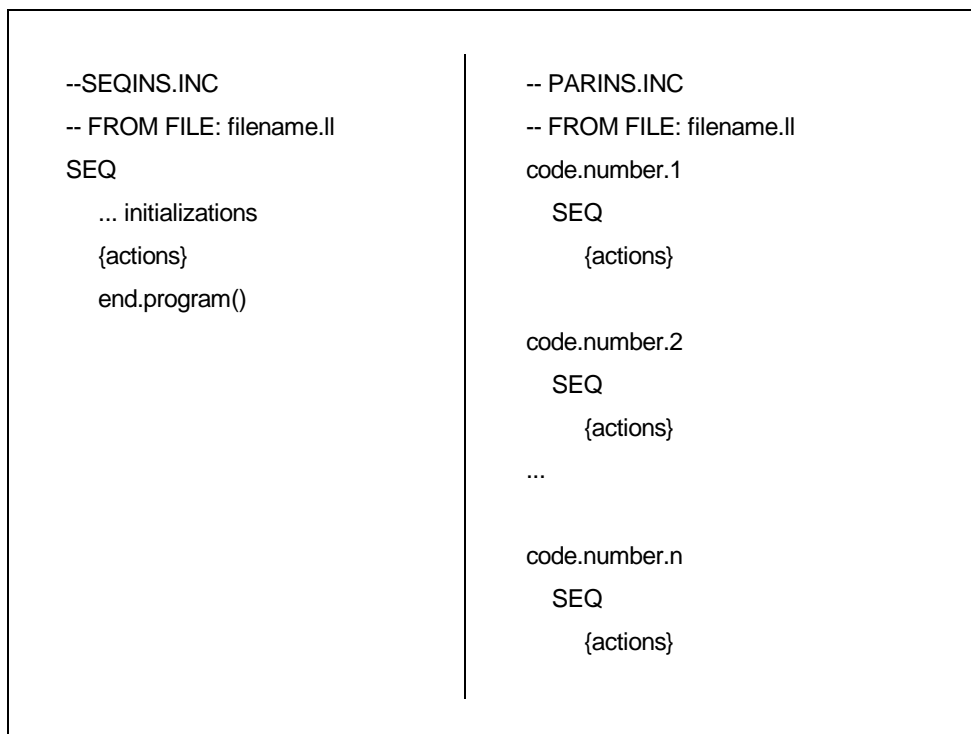 --SEQINS.INC
-- FROM FILE: filename.ll
SEQ
... initializations
{actions}
end.program()
-- PARINS.INC
-- FROM FILE: filename.ll
code.number.1
SEQ
{actions}
code.number.2
SEQ
{actions}
...
code.number.n
SEQ
{actions}